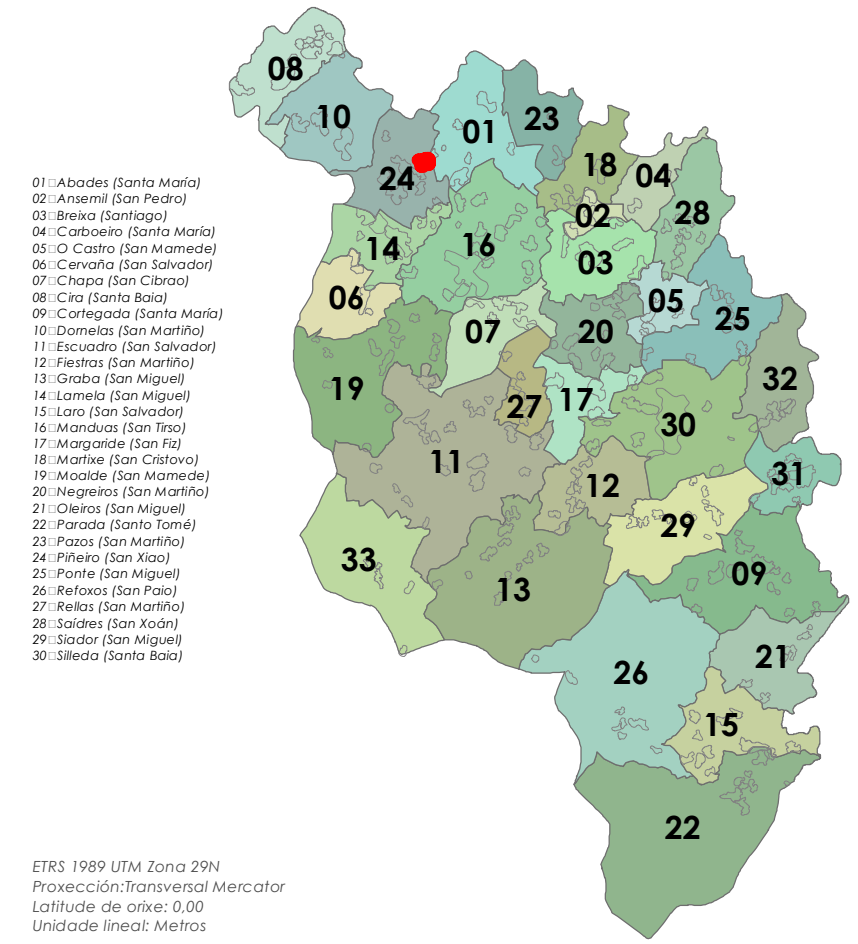 08
10
01
23
24
18
04
02
28
14
16
03
06
05
25
07
20
32
19
27
17
30
11
12
31
29
33
13
09
26
21
15
22
01□Abades (Santa María)
02□Ansemil (San Pedro)
03□Breixa (Santiago)
04□Carboeiro (Santa María)
05□O Castro (San Mamede)
06□Cervaña (San Salvador)
07□Chapa (San Cibrao)
08□Cira (Santa Baia)
09□Cortegada (Santa María)
10□Dornelas (San Martiño)
11□Escuadro (San Salvador)
12□Fiestras (San Martiño)
13□Graba (San Miguel)
14□Lamela (San Miguel)
15□Laro (San Salvador)
16□Manduas (San Tirso)
17□Margaride (San Fiz)
18□Martixe (San Cristovo)
19□Moalde (San Mamede)
20□Negreiros (San Martiño)
21□Oleiros (San Miguel)
22□Parada (Santo Tomé)
23□Pazos (San Martiño)
24□Piñeiro (San Xiao)
25□Ponte (San Miguel)
26□Refoxos (San Paio)
27□Rellas (San Martiño)
28□Saídres (San Xoán)
29□Siador (San Miguel)
30□Silleda (Santa Baia)
ETRS 1989 UTM Zona 29N
Proxección:Transversal Mercator
Latitude de orixe: 0,00
Unidade lineal: Metros